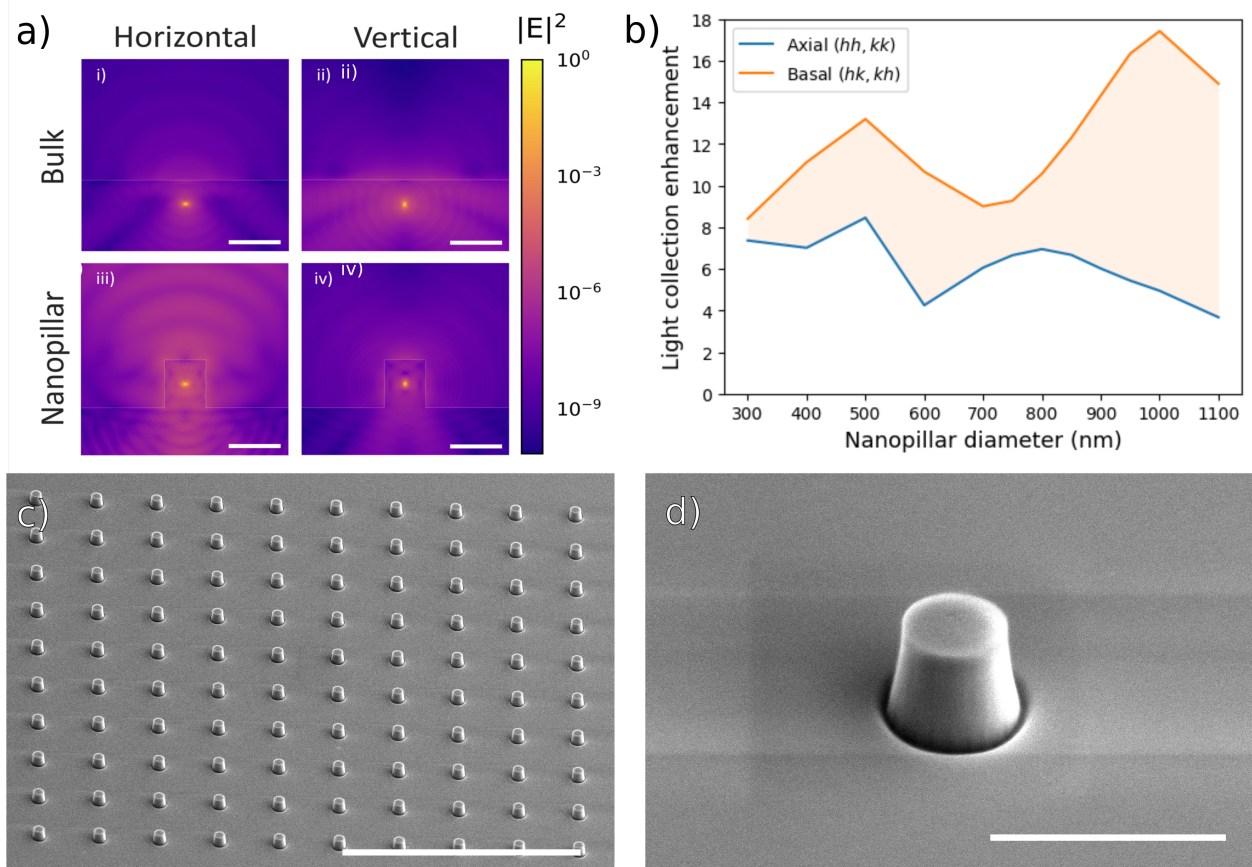 a)
Horizontal
Vertical
|E|²
Bulk
Nanopillar
i)
ii) ii)
iii)
iv) iv)
10⁰
10⁻³
10⁻⁶
10⁻⁹
b)
Light collection enhancement
18
16
14
12
10
8
6
4
2
0
Axial (hh, kk)
Basal (hk, kh)
300 400 500 600 700 800 900 1000 1100
Nanopillar diameter (nm)
c)
d)